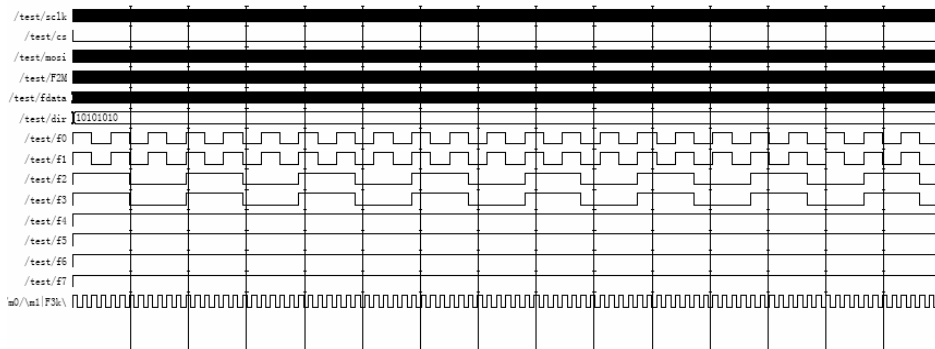 /test/sclk
/test/cs
/test/mosi
/test/F2M
/test/fdata
/test/dir 10101010
/test/f0
/test/f1
/test/f2
/test/f3
/test/f4
/test/f5
/test/f6
/test/f7
m0/\m1|F3k\